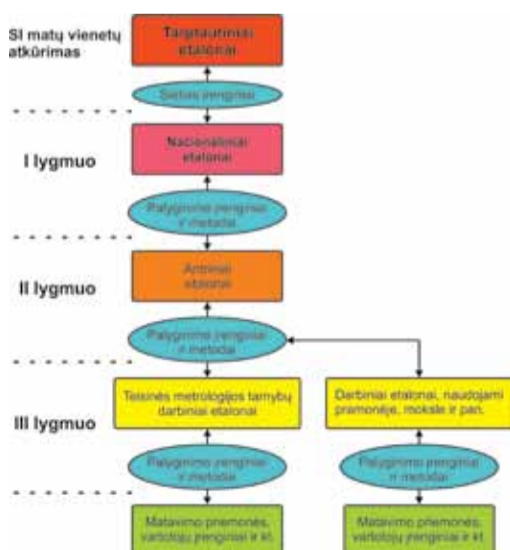 SI matų vienetų
atkūrimas
Tarptautiniai
etalonai
Sieties įrenginiai
I lygmuo
Nacionaliniai
etalonai
Palyginimo įrenginiai
ir metodai
II lygmuo
Antriniai
etalonai
Palyginimo įrenginiai
ir metodai
III lygmuo
Teisinės metrologijos tarnybų
darbiniai etalonai
Darbiniai etalonai, naudojami
pramonėje, moksle ir pan.
Palyginimo įrenginiai
ir metodai
Palyginimo įrenginiai
ir metodai
Matavimo priemonės,
vartotojų įrenginiai ir kt.
Matavimo priemonės,
vartotojų įrenginiai ir kt.